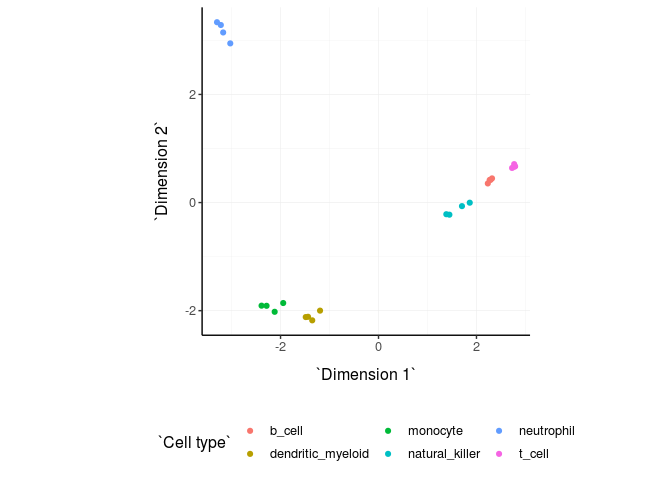 2
0
-2
-2
0
2
`Dimension 2`
`Dimension 1`
`Cell type`
b_cell
monocyte
neutrophil
dendritic_myeloid
natural_killer
t_cell